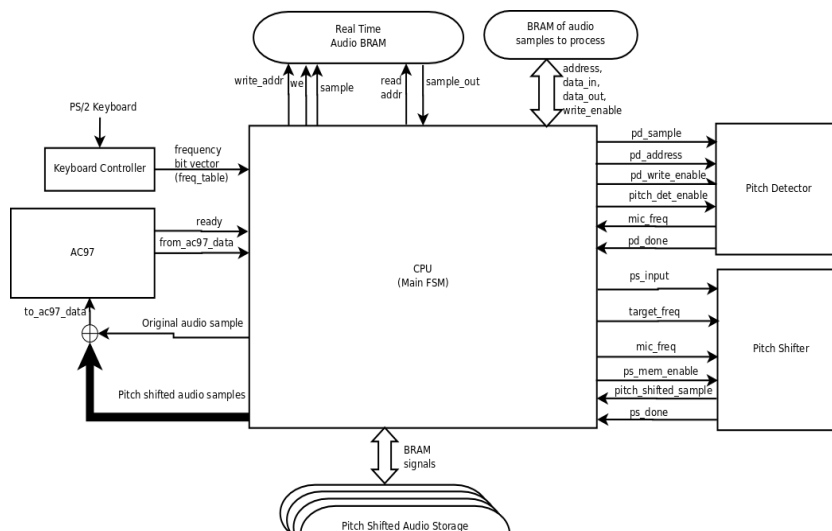 Real Time
Audio BRAM
BRAM of audio
samples to process
write_addr
we
sample
read
addr
sample_out
address,
data_in,
data_out,
write_enable
PS/2 Keyboard
Keyboard Controller
frequency
bit vector
(freq_table)
AC97
ready
from_ac97_data
to_ac97_data
Original audio sample
Pitch shifted audio samples
CPU
(Main FSM)
pd_sample
pd_address
pd_write_enable
pitch_det_enable
mic_freq
pd_done
Pitch Detector
ps_input
target_freq
mic_freq
ps_mem_enable
pitch_shifted_sample
ps_done
Pitch Shifter
BRAM
signals
Pitch Shifted Audio Storage